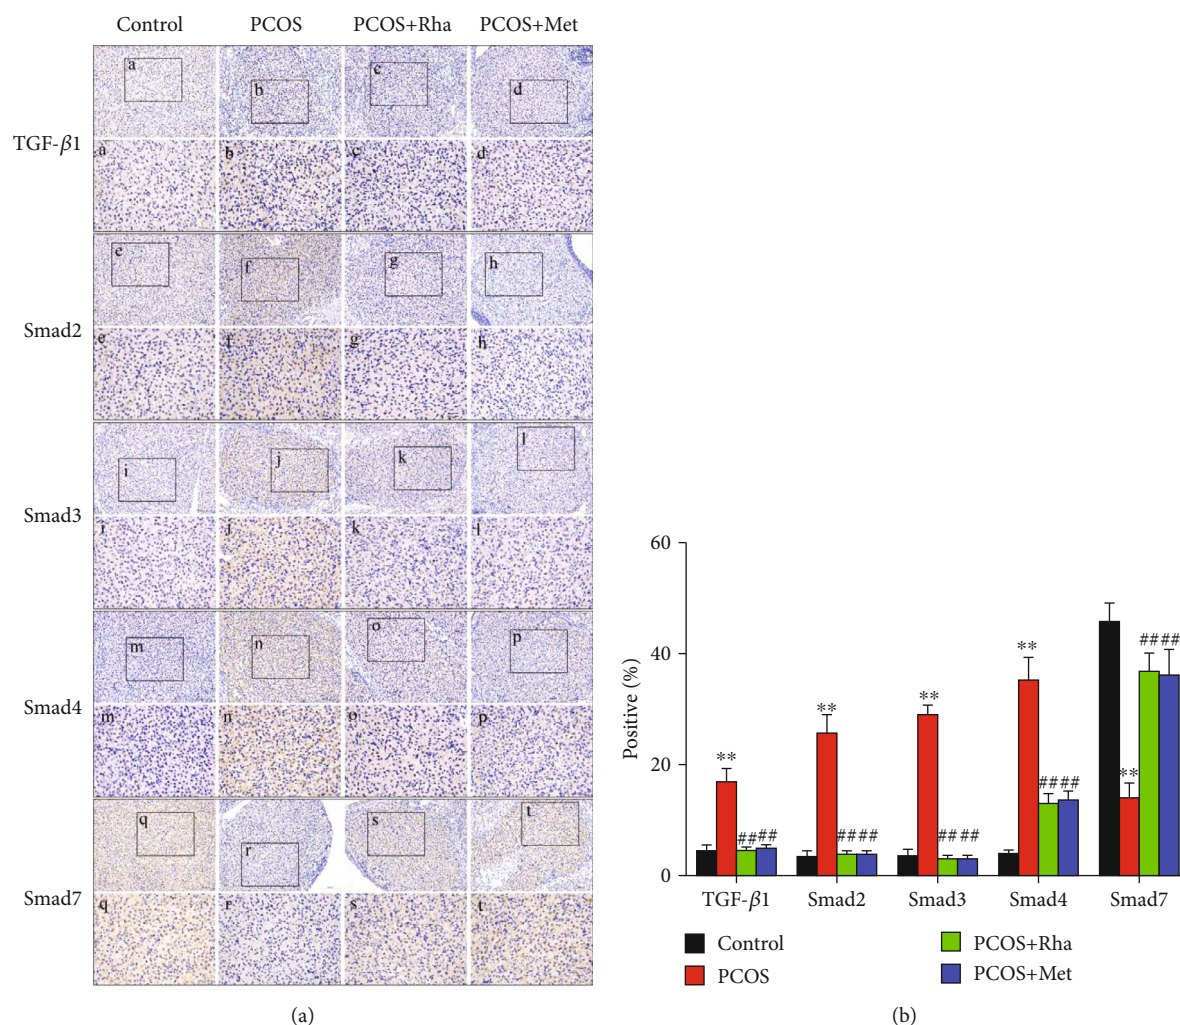 Control PCOS PCOS+Rha PCOS+Met
a b c d
TGF-β1
a b c d
e f g h
Smad2
e f g h
i j k l
Smad3
i j k l
m n o p
Smad4
m n o p
q r s t
Smad7
q r s t
(a)
60
40
20
0
Positive (%)
** ## ##
** ## ##
** ## ##
** ## ##
** ## ##
TGF-β1 Smad2 Smad3 Smad4 Smad7
Control PCOS+Rha
PCOS PCOS+Met
(b)